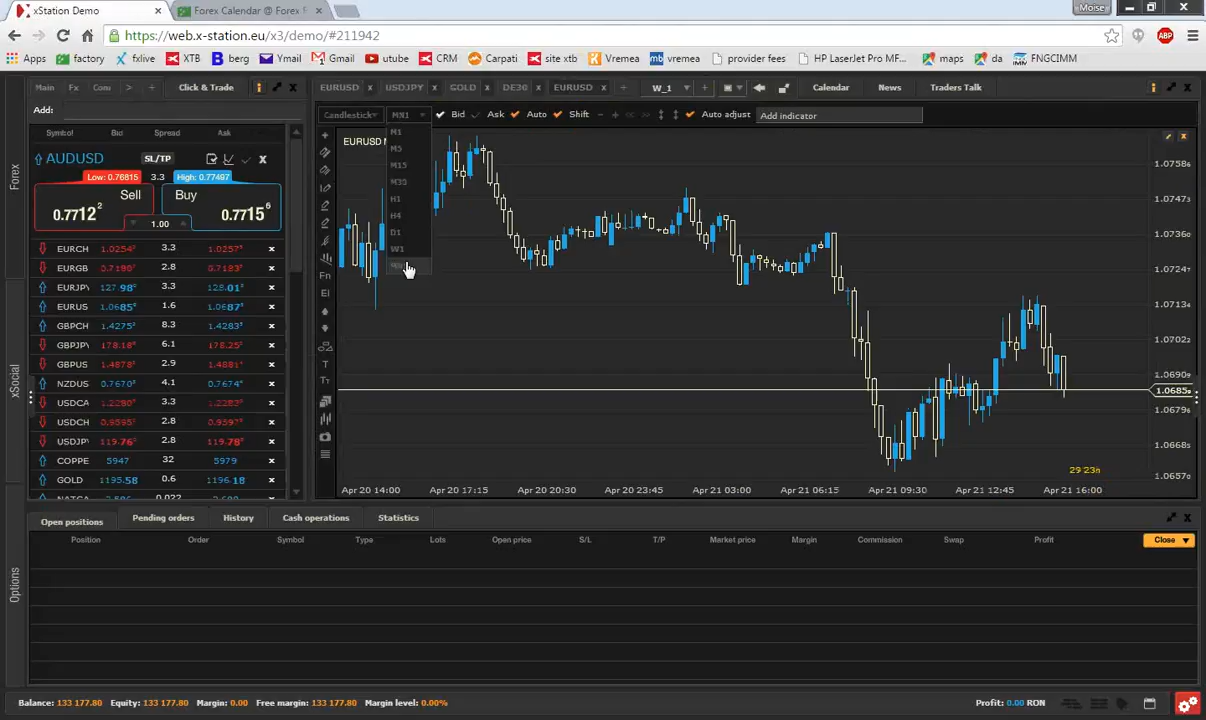 xStation Demo
Forex Calendar @ Forex F
Moise
https://web.x-station.eu/x3/demo/#211942
Apps factory fxlive XTB berg Ymail Gmail utube CRM Carpati site xtb Vremea vremea provider fees HP LaserJet Pro MF... maps da FNGCIMM
Main Fx Com > + Click & Trade
EURUSD USDJPY GOLD DE30 EURUSD + W_1 Calendar News Traders Talk
Add:
Candlestick MN1 Bid Ask Auto Shift Auto adjust Add indicator
Symbol Bid Spread Ask
AUDUSD SL/TP
Low: 0.76815 3.3 High: 0.77497
Sell Buy
0.7712² 0.7715⁶
1.00
EURCH 1.0254 3.3 1.0257
EURGB 0.7180 2.8 0.7183
EURJP 127.98 3.3 128.01
EURUS 1.0685 1.6 1.0687
GBPCH 1.4275 8.3 1.4283
GBPJP 178.18 6.1 178.25
GBPUS 1.4878 2.9 1.4881
NZDUS 0.7670 4.1 0.7674
USDCA 1.2280 3.3 1.2283
USDCH 0.9595 2.8 0.9597
USDJP 119.76 2.8 119.78
COPPE 5947 32 5979
GOLD 1195.58 0.6 1196.18
Forex
xSocial
Options
EURUSD M
M1
M5
M15
M30
H1
H4
D1
W1
Fn
EI
T
TT
1.0758
1.0747
1.0736
1.0724
1.0713
1.0702
1.0690
1.0685
1.0679
1.0668
1.0657
Apr 20 14:00 Apr 20 17:15 Apr 20 20:30 Apr 20 23:45 Apr 21 03:00 Apr 21 06:15 Apr 21 09:30 Apr 21 12:45 Apr 21 16:00
Open positions Pending orders History Cash operations Statistics
Position Order Symbol Type Lots Open price S/L T/P Market price Margin Commission Swap Profit Close
Balance: 133 177.80 Equity: 133 177.80 Margin: 0.00 Free margin: 133 177.80 Margin level: 0.00% Profit: 0.00 RON